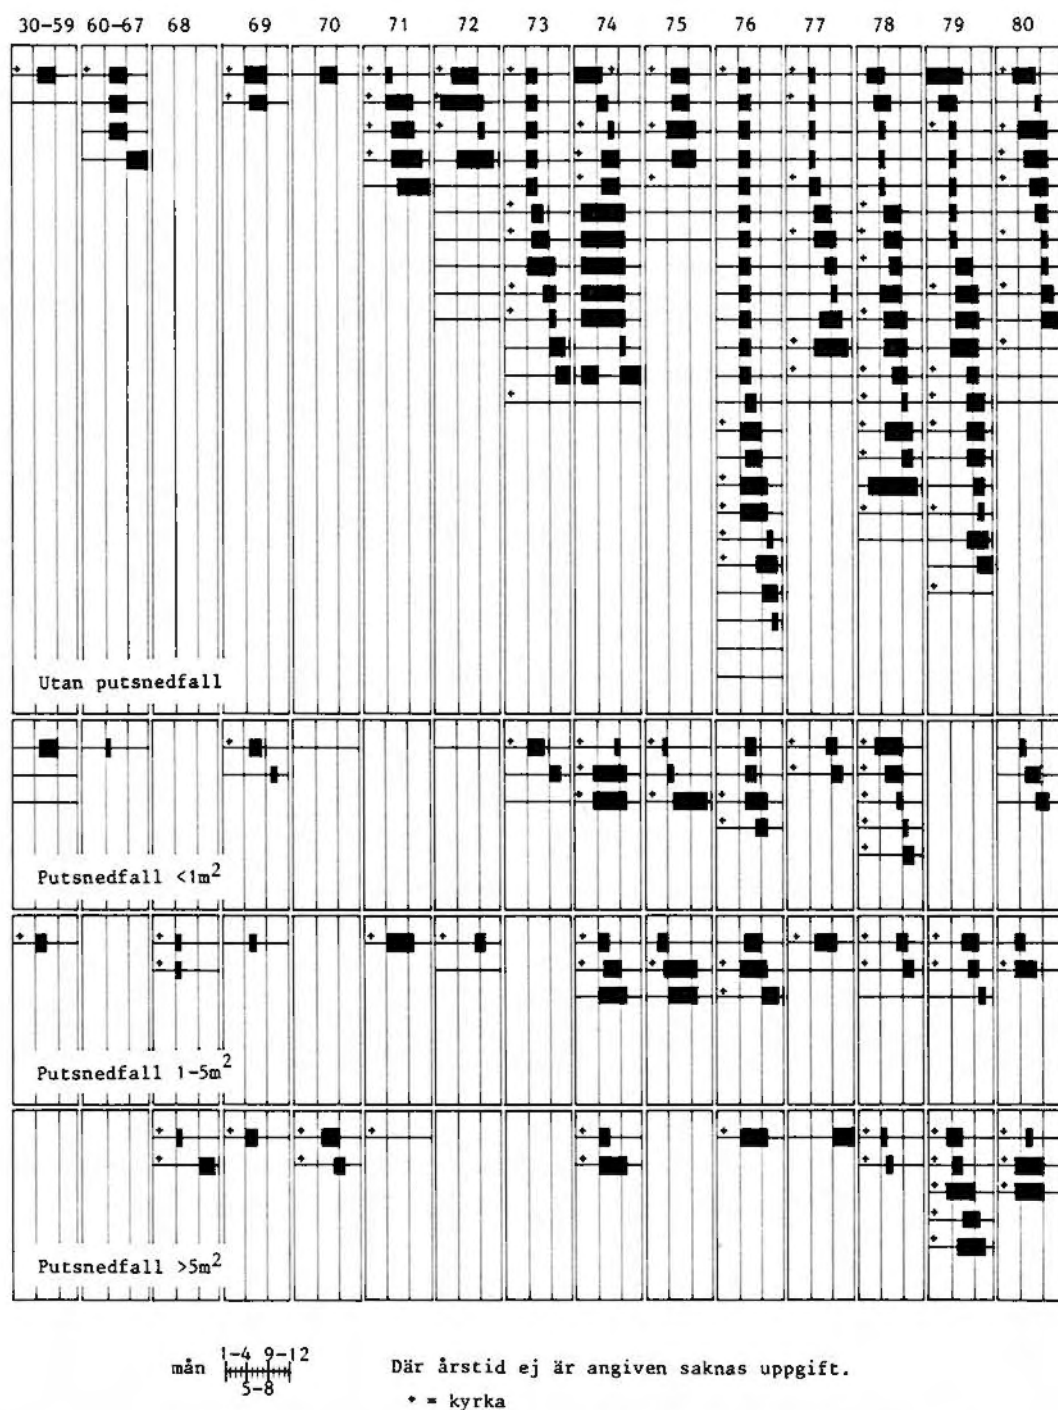 30-59 60-67 68 69 70 71 72 73 74 75 76 77 78 79 80
Utan putsnedfall
Putsnedfall <1m²
Putsnedfall 1-5m²
Putsnedfall >5m²
1-4 9-12
mån
5-8
Där årstid ej är angiven saknas uppgift.
+ = kyrka